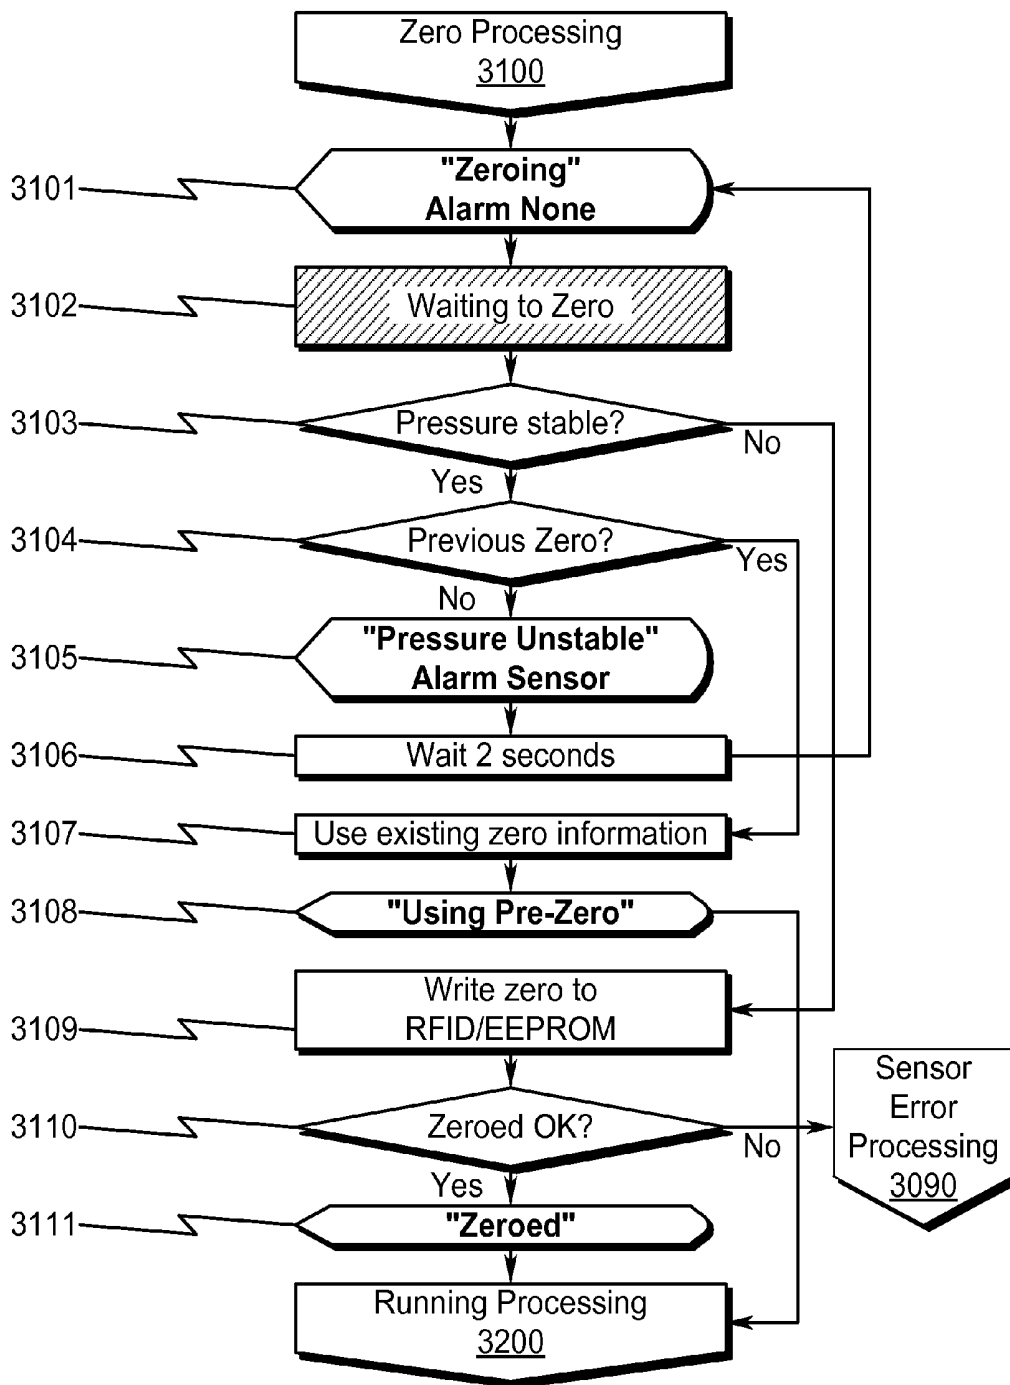 Zero Processing
3100
3101
"Zeroing"
Alarm None
3102
Waiting to Zero
3103
Pressure stable?
No
Yes
3104
Previous Zero?
Yes
No
3105
"Pressure Unstable"
Alarm Sensor
3106
Wait 2 seconds
3107
Use existing zero information
3108
"Using Pre-Zero"
3109
Write zero to
RFID/EEPROM
3110
Zeroed OK?
No
Yes
Sensor
Error
Processing
3090
3111
"Zeroed"
Running Processing
3200